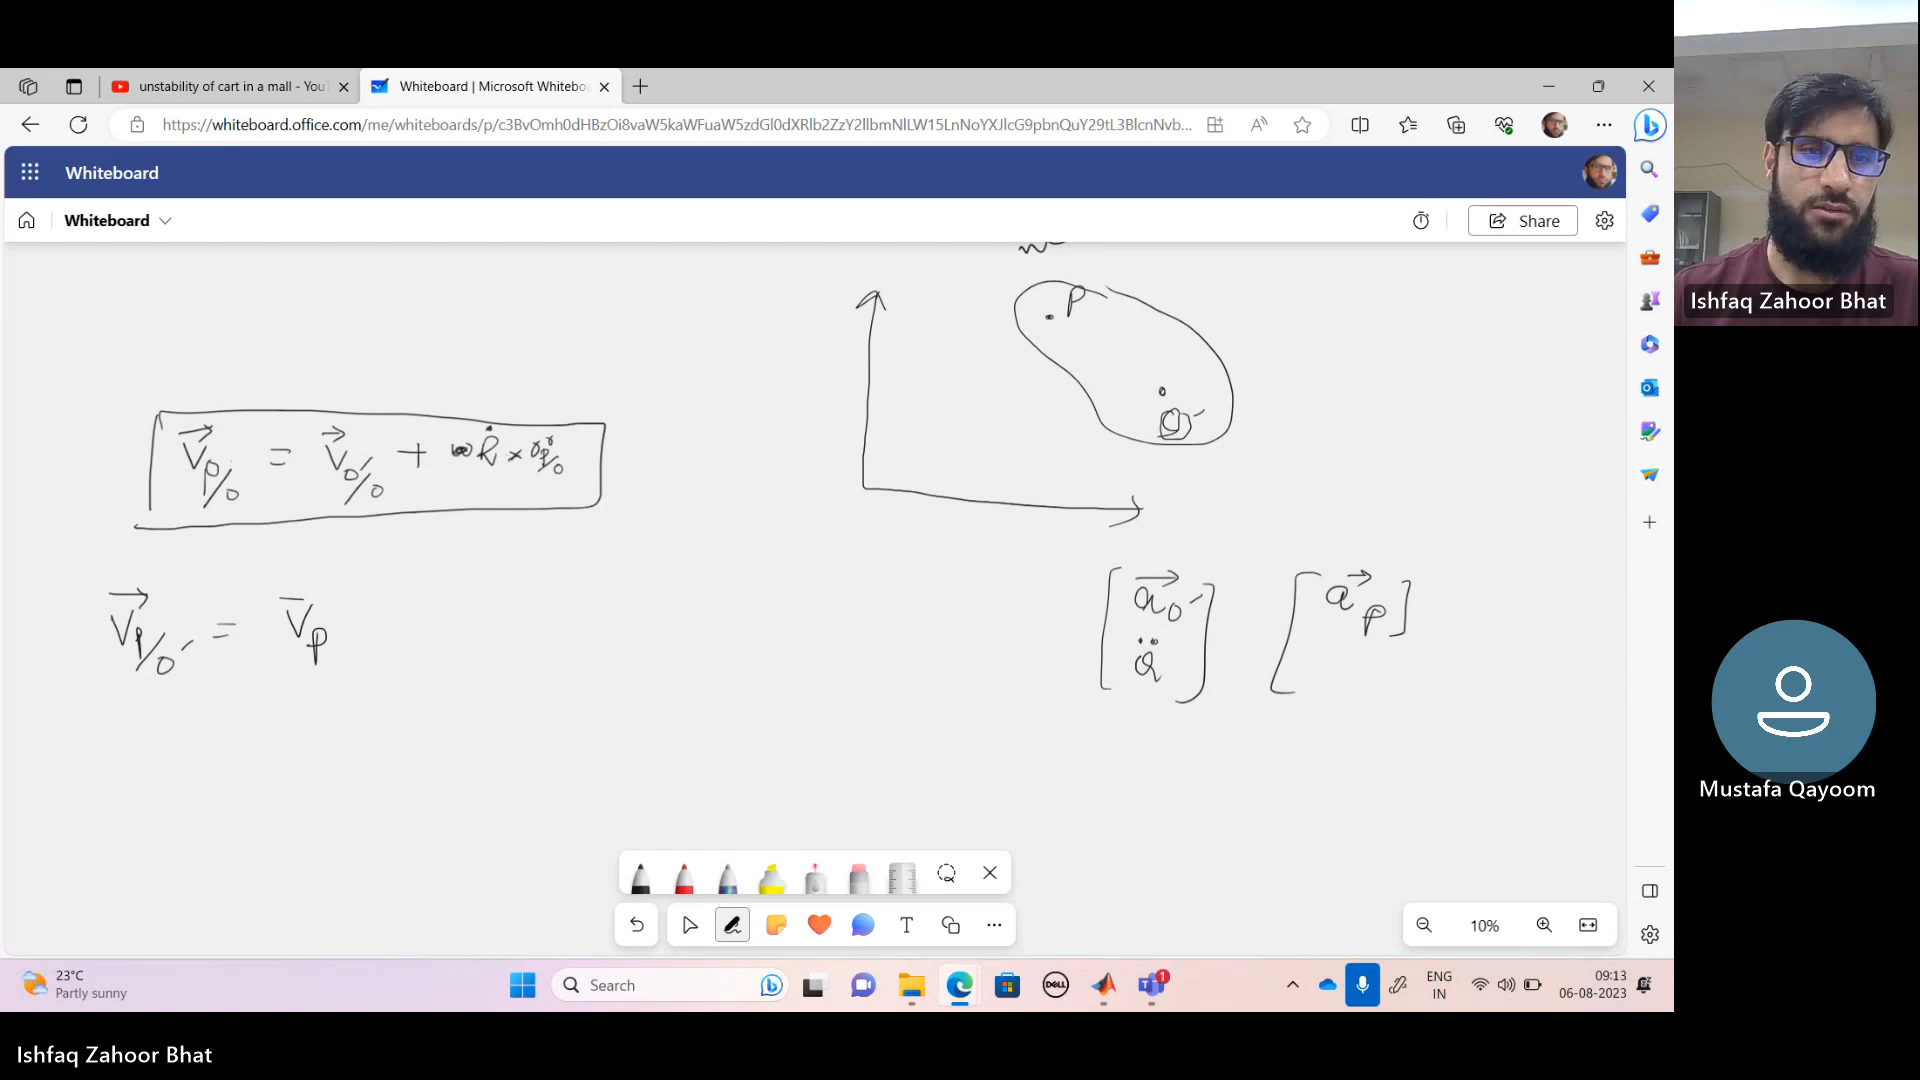 unstability of cart in a mall - You
Whiteboard | Microsoft Whitebo
https://whiteboard.office.com/me/whiteboards/p/c3BvOmh0dHBzOi8vaW5kaWFuaW5zdGl0dXRlb2ZzY2llbmNlLW15LnNoYXJlcG9pbnQuY29tL3BlcnNvb...
Whiteboard
Whiteboard
Share
P
O'
V P/O = V O'/O +
V P/O' = V P
a O'
a P
10%
23°C
Partly sunny
Search
1
ENG
IN
09:13
06-08-2023
Ishfaq Zahoor Bhat
Mustafa Qayoom
Ishfaq Zahoor Bhat